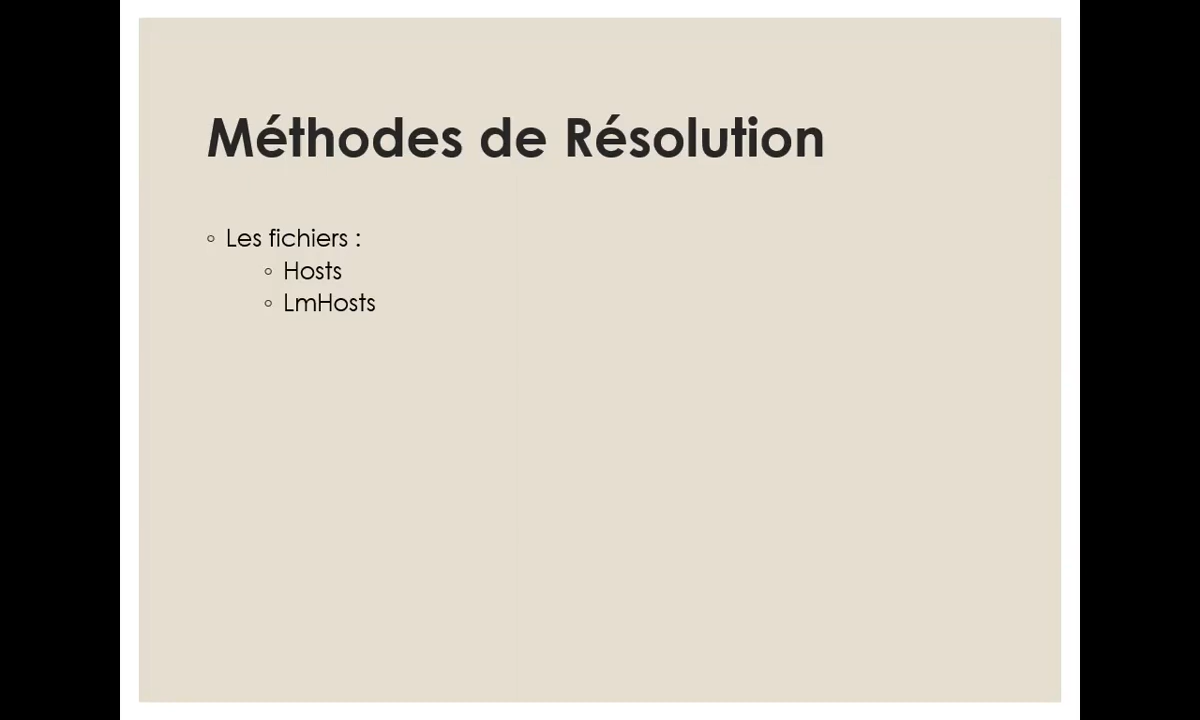 Méthodes de Résolution
◦ Les fichiers :
◦ Hosts
◦ LmHosts